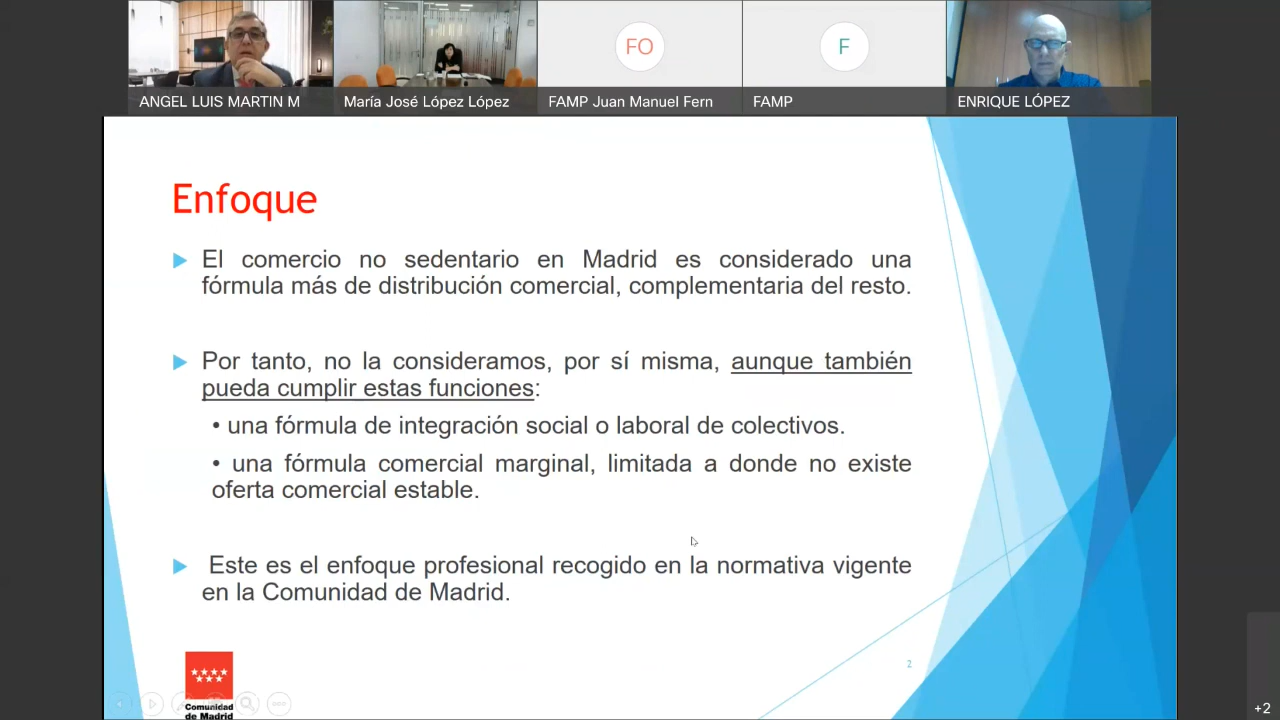 FO
F
ANGEL LUIS MARTIN M
María José López López
FAMP Juan Manuel Fern
FAMP
ENRIQUE LÓPEZ
Enfoque
El comercio no sedentario en Madrid es considerado una
fórmula más de distribución comercial, complementaria del resto.
Por tanto, no la consideramos, por sí misma, aunque también
pueda cumplir estas funciones:
• una fórmula de integración social o laboral de colectivos.
• una fórmula comercial marginal, limitada a donde no existe
oferta comercial estable.
Este es el enfoque profesional recogido en la normativa vigente
en la Comunidad de Madrid.
2
Comunidad
de Madrid
+2